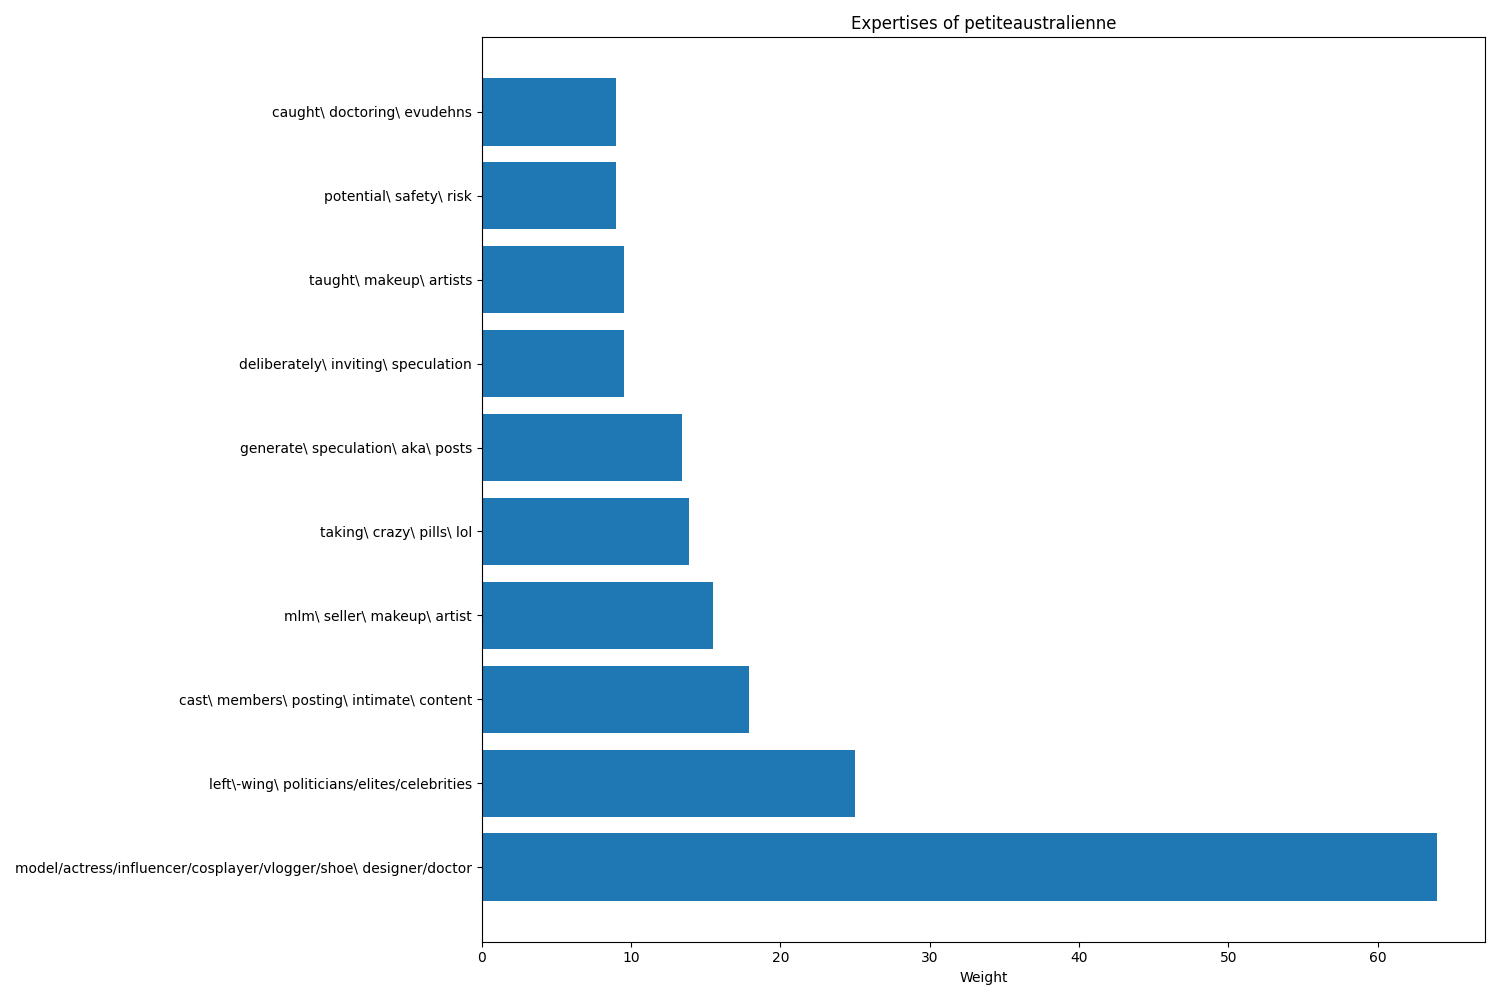 Expertises of petiteaustralienne
caught\ doctoring\ evudehns
potential\ safety\ risk
taught\ makeup\ artists
deliberately\ inviting\ speculation
generate\ speculation\ aka\ posts
taking\ crazy\ pills\ lol
mlm\ seller\ makeup\ artist
cast\ members\ posting\ intimate\ content
left\-wing\ politicians/elites/celebrities
model/actress/influencer/cosplayer/vlogger/shoe\ designer/doctor
0 10 20 30 40 50 60
Weight